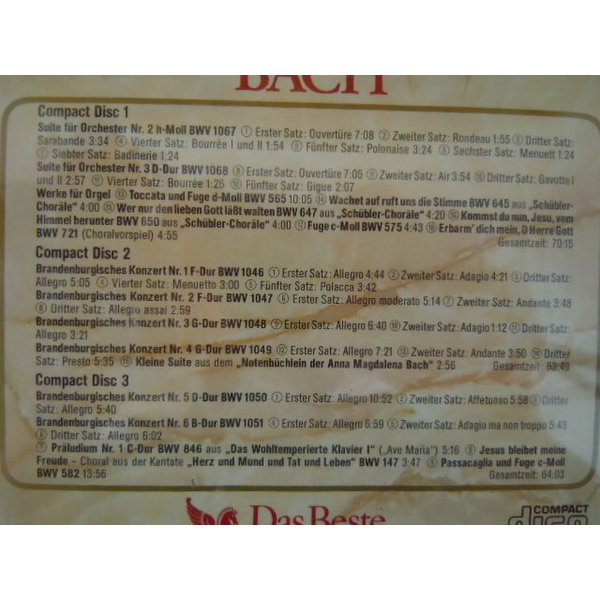 BACH
Compact Disc 1
Suite für Orchester Nr. 2 h-Moll BWV 1067 ① Erster Satz: Ouvertüre 7:08 ② Zweiter Satz: Rondeau 1:55 ③ Dritter Satz:
Sarabande 3:34 ④ Vierter Satz: Bourrée I und II 1:54 ⑤ Fünfter Satz: Polonaise 3:24 ⑥ Sechster Satz: Menuett 1:24
⑦ Siebter Satz: Badinerie 1:24
Suite für Orchester Nr. 3 D-Dur BWV 1068 ⑧ Erster Satz: Ouvertüre 7:05 ⑨ Zweiter Satz: Air 3:54 ⑩ Dritter Satz: Gavotte I
und II 2:57 ⑪ Vierter Satz: Bourrée 1:26 ⑫ Fünfter Satz: Gigue 2:07
Werke für Orgel ⑬ Toccata und Fuge d-Moll BWV 565 10:05 ⑭ Wachet auf ruft uns die Stimme BWV 645 aus „Schübler-
Choräle" 4:00 ⑮ Wer nur den lieben Gott läßt walten BWV 647 aus „Schübler-Choräle" 4:20 ⑯ Kommst du nun, Jesu, vom
Himmel herunter BWV 650 aus „Schübler-Choräle" 4:00 ⑰ Fuge c-Moll BWV 575 4:43 ⑱ Erbarm' dich mein, O Herre Gott
BWV 721 (Choralvorspiel) 4:55 Gesamtzeit: 70:15
Compact Disc 2
Brandenburgisches Konzert Nr. 1 F-Dur BWV 1046 ① Erster Satz: Allegro 4:44 ② Zweiter Satz: Adagio 4:21 ③ Dritter Satz:
Allegro 5:05 ④ Vierter Satz: Menuetto 3:00 ⑤ Fünfter Satz: Polacca 3:42
Brandenburgisches Konzert Nr. 2 F-Dur BWV 1047 ⑥ Erster Satz: Allegro moderato 5:14 ⑦ Zweiter Satz: Andante 3:48
⑧ Dritter Satz: Allegro assai 2:59
Brandenburgisches Konzert Nr. 3 G-Dur BWV 1048 ⑨ Erster Satz: Allegro 6:40 ⑩ Zweiter Satz: Adagio 1:12 ⑪ Dritter Satz:
Allegro 3:21
Brandenburgisches Konzert Nr. 4 G-Dur BWV 1049 ⑫ Erster Satz: Allegro 7:21 ⑬ Zweiter Satz: Andante 3:50 ⑭ Dritter
Satz: Presto 5:35 ⑮ Kleine Suite aus dem „Notenbüchlein der Anna Magdalena Bach" 2:58 Gesamtzeit: 63:49
Compact Disc 3
Brandenburgisches Konzert Nr. 5 D-Dur BWV 1050 ① Erster Satz: Allegro 10:52 ② Zweiter Satz: Affetuoso 5:58 ③ Dritter
Satz: Allegro 5:40
Brandenburgisches Konzert Nr. 6 B-Dur BWV 1051 ④ Erster Satz: Allegro 6:59 ⑤ Zweiter Satz: Adagio ma non troppo 5:43
⑥ Dritter Satz: Allegro 6:02
⑦ Präludium Nr. 1 C-Dur BWV 846 aus „Das Wohltemperierte Klavier I" („Ave Maria") 5:16 ⑧ Jesus bleibet meine
Freude – Choral aus der Kantate „Herz und Mund und Tat und Leben" BWV 147 3:47 ⑨ Passacaglia und Fuge c-Moll
BWV 582 13:56 Gesamtzeit: 64:03
Das Beste
COMPACT
disc